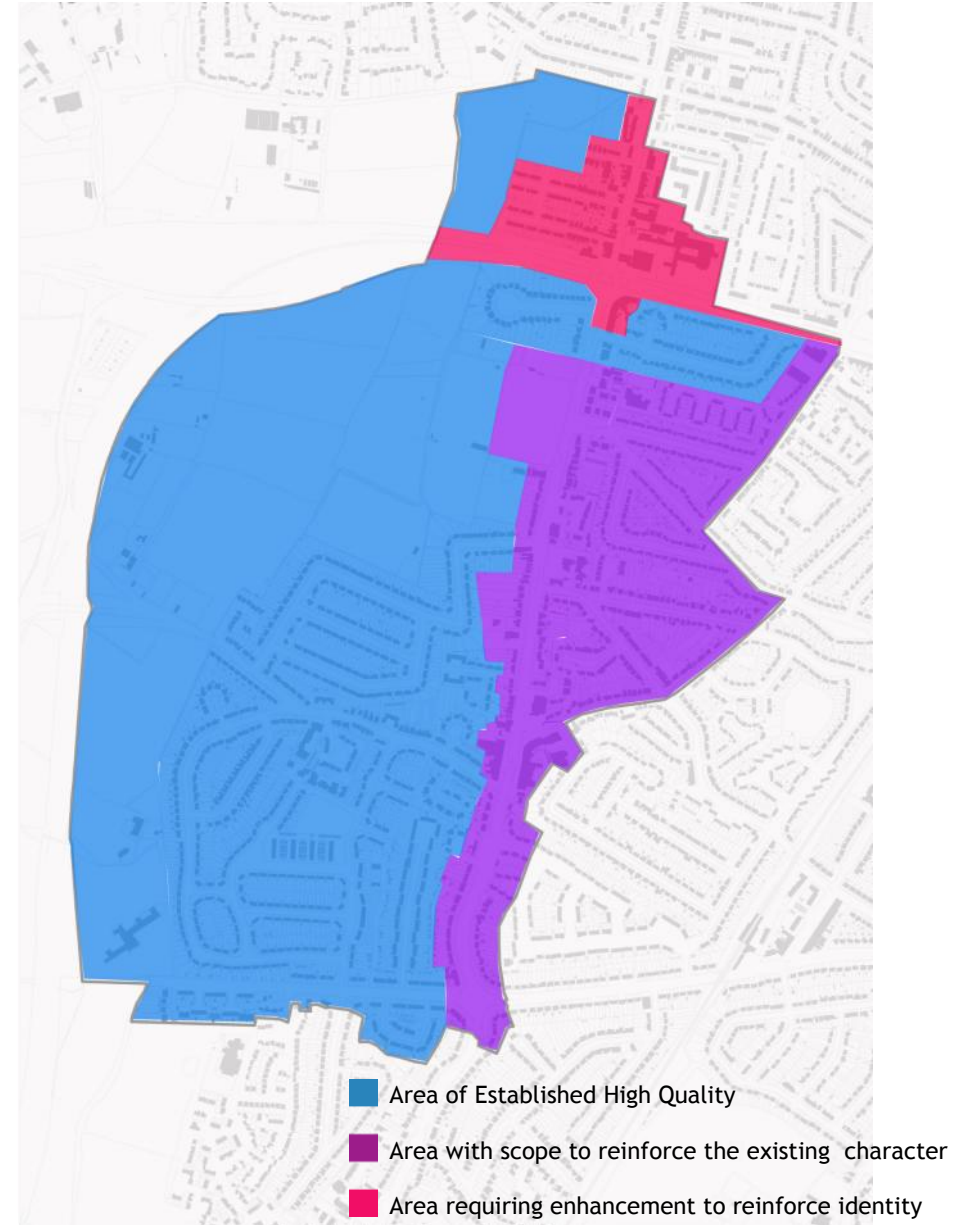 Area of Established High Quality
Area with scope to reinforce the existing  character
Area requiring enhancement to reinforce identity